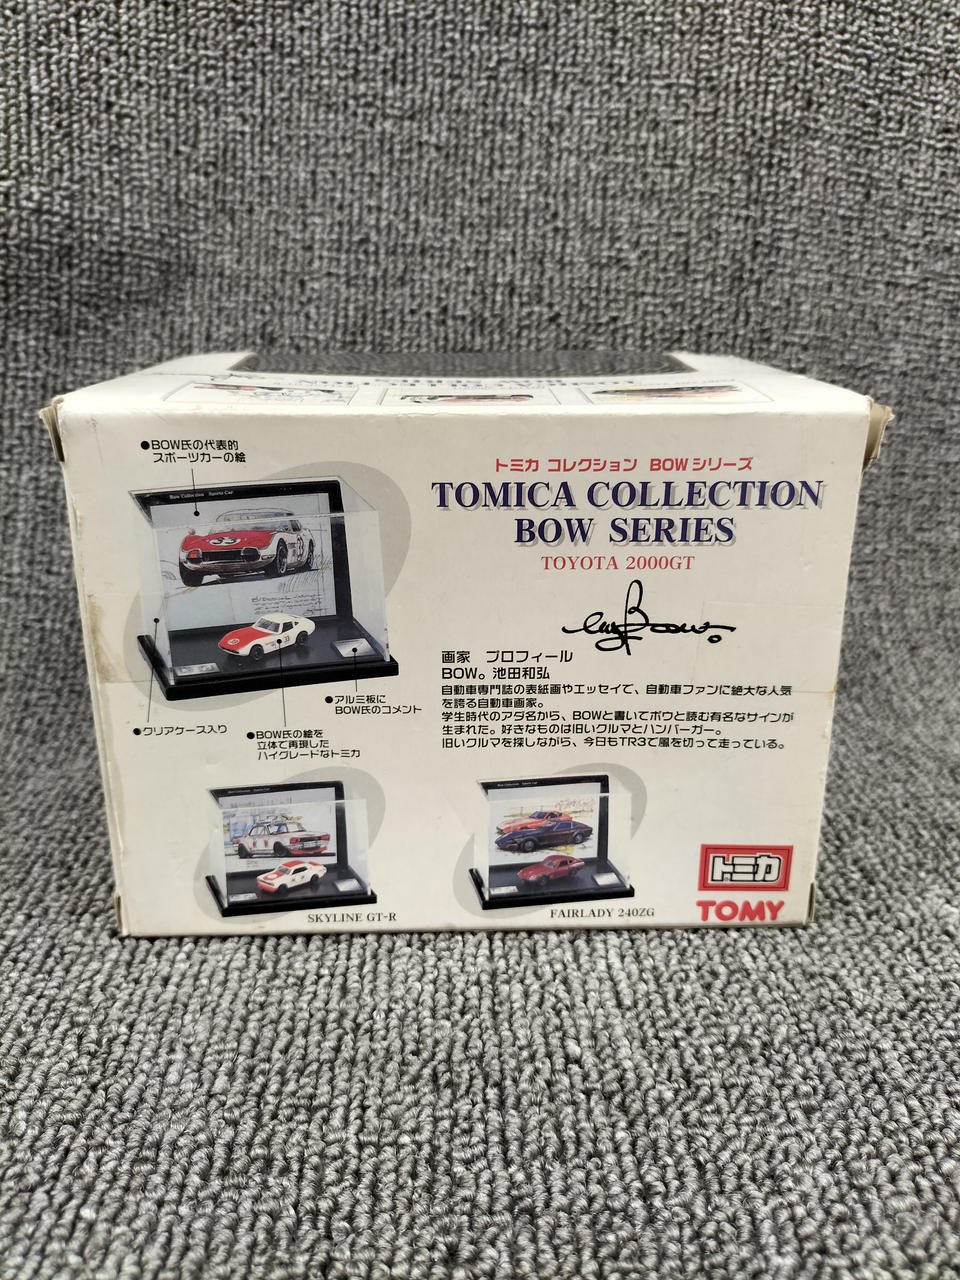 ●BOW氏の代表的
スポーツカーの絵
Bow Collection Sports Car
33
●クリアケース入り
●BOW氏の絵を
立体で再現した
ハイグレードなトミカ
●アルミ板に
BOW氏のコメント
トミカ コレクション BOWシリーズ
TOMICA COLLECTION
BOW SERIES
TOYOTA 2000GT
画家 プロフィール
BOW。池田和弘
自動車専門誌の表紙画やエッセイで、自動車ファンに絶大な人気
を誇る自動車画家。
学生時代のアダ名から、BOWと書いてボウと読む有名なサインが
生まれた。好きなものは旧いクルマとハンバーガー。
旧いクルマを探しながら、今日もTR3で風を切って走っている。
SKYLINE GT-R
FAIRLADY 240ZG
トミカ
TOMY